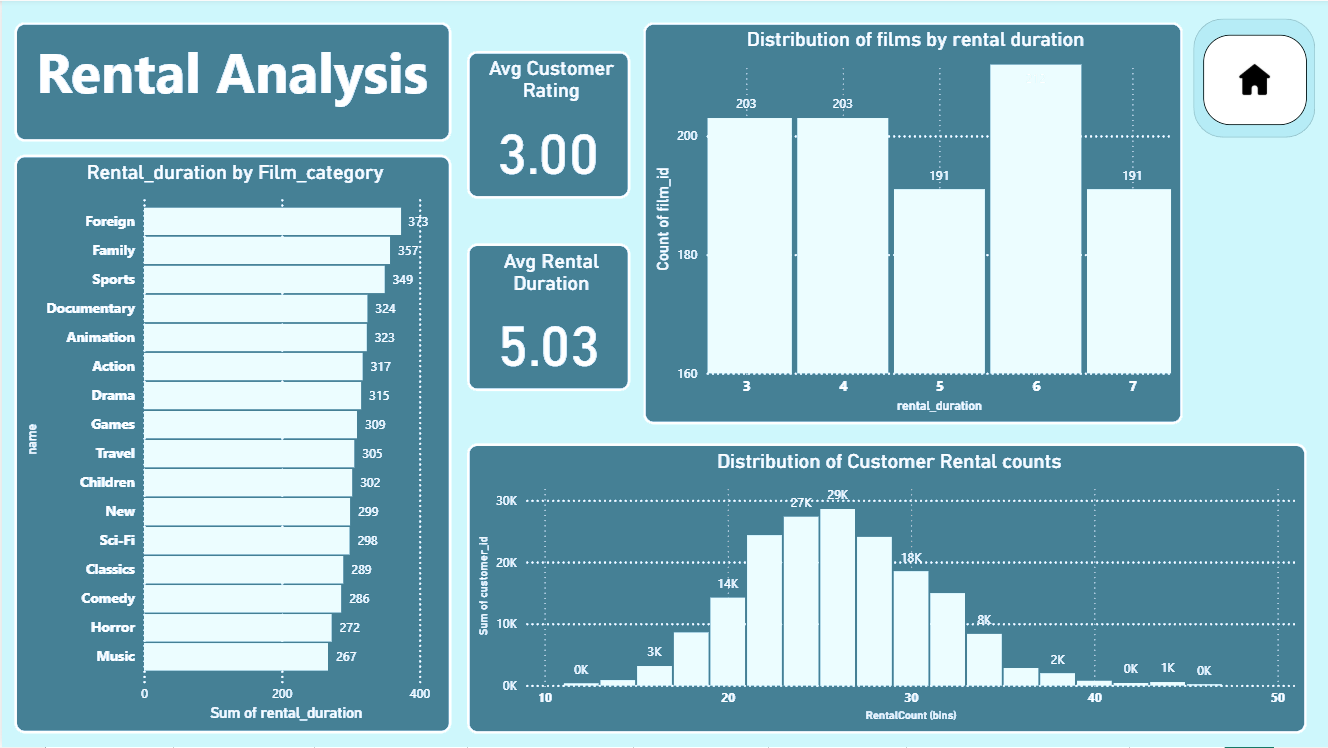 Rental Analysis
Rental_duration by Film_category
name
Foreign 373
Family 357
Sports 349
Documentary 324
Animation 323
Action 317
Drama 315
Games 309
Travel 305
Children 302
New 299
Sci-Fi 298
Classics 289
Comedy 286
Horror 272
Music 267
0 200 400
Sum of rental_duration
Avg Customer
Rating
3.00
Avg Rental
Duration
5.03
Distribution of films by rental duration
Count of film_id
200
180
160
203 203 191 191
3 4 5 6 7
rental_duration
Distribution of Customer Rental counts
Sum of customer_id
30K
20K
10K
0K
0K 3K 14K 27K 29K 18K 8K 2K 0K 1K 0K
10 20 30 40 50
RentalCount (bins)